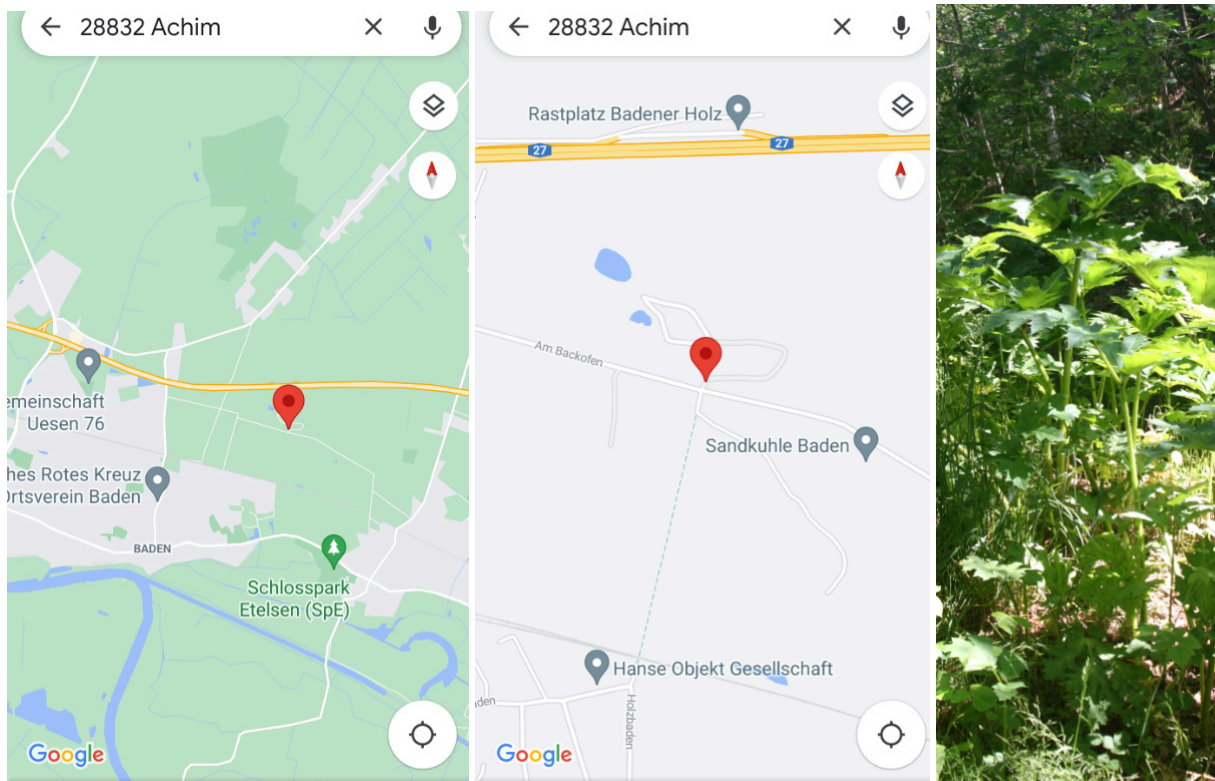 28832 Achim
emeinschaft
Uesen 76
hes Rotes Kreuz
Ortsverein Baden
BADEN
Schlosspark
Etelsen (SpE)
Google
28832 Achim
Rastplatz Badener Holz
27
27
Am Backofen
Sandkuhle Baden
Hanse Objekt Gesellschaft
den
Holzbaden
Google